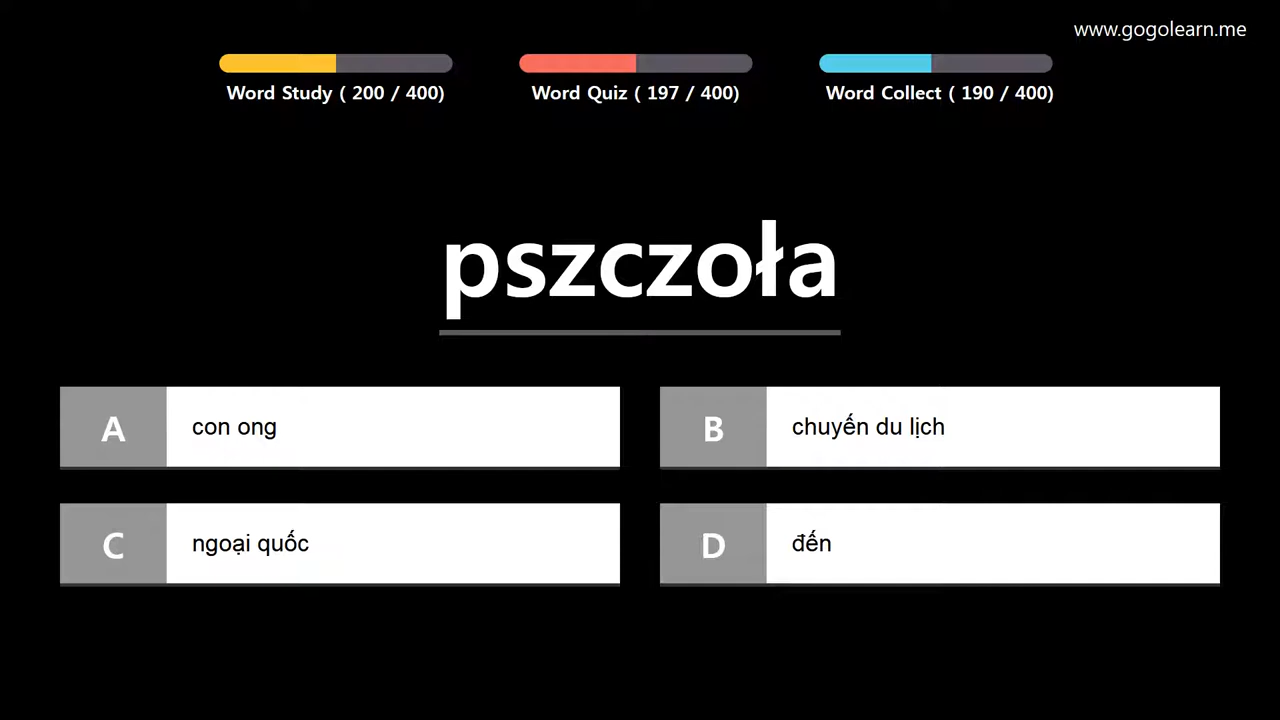 www.gogolearn.me
Word Study ( 200 / 400)
Word Quiz ( 197 / 400)
Word Collect ( 190 / 400)
pszczoła
A
con ong
B
chuyến du lịch
C
ngoại quốc
D
đến